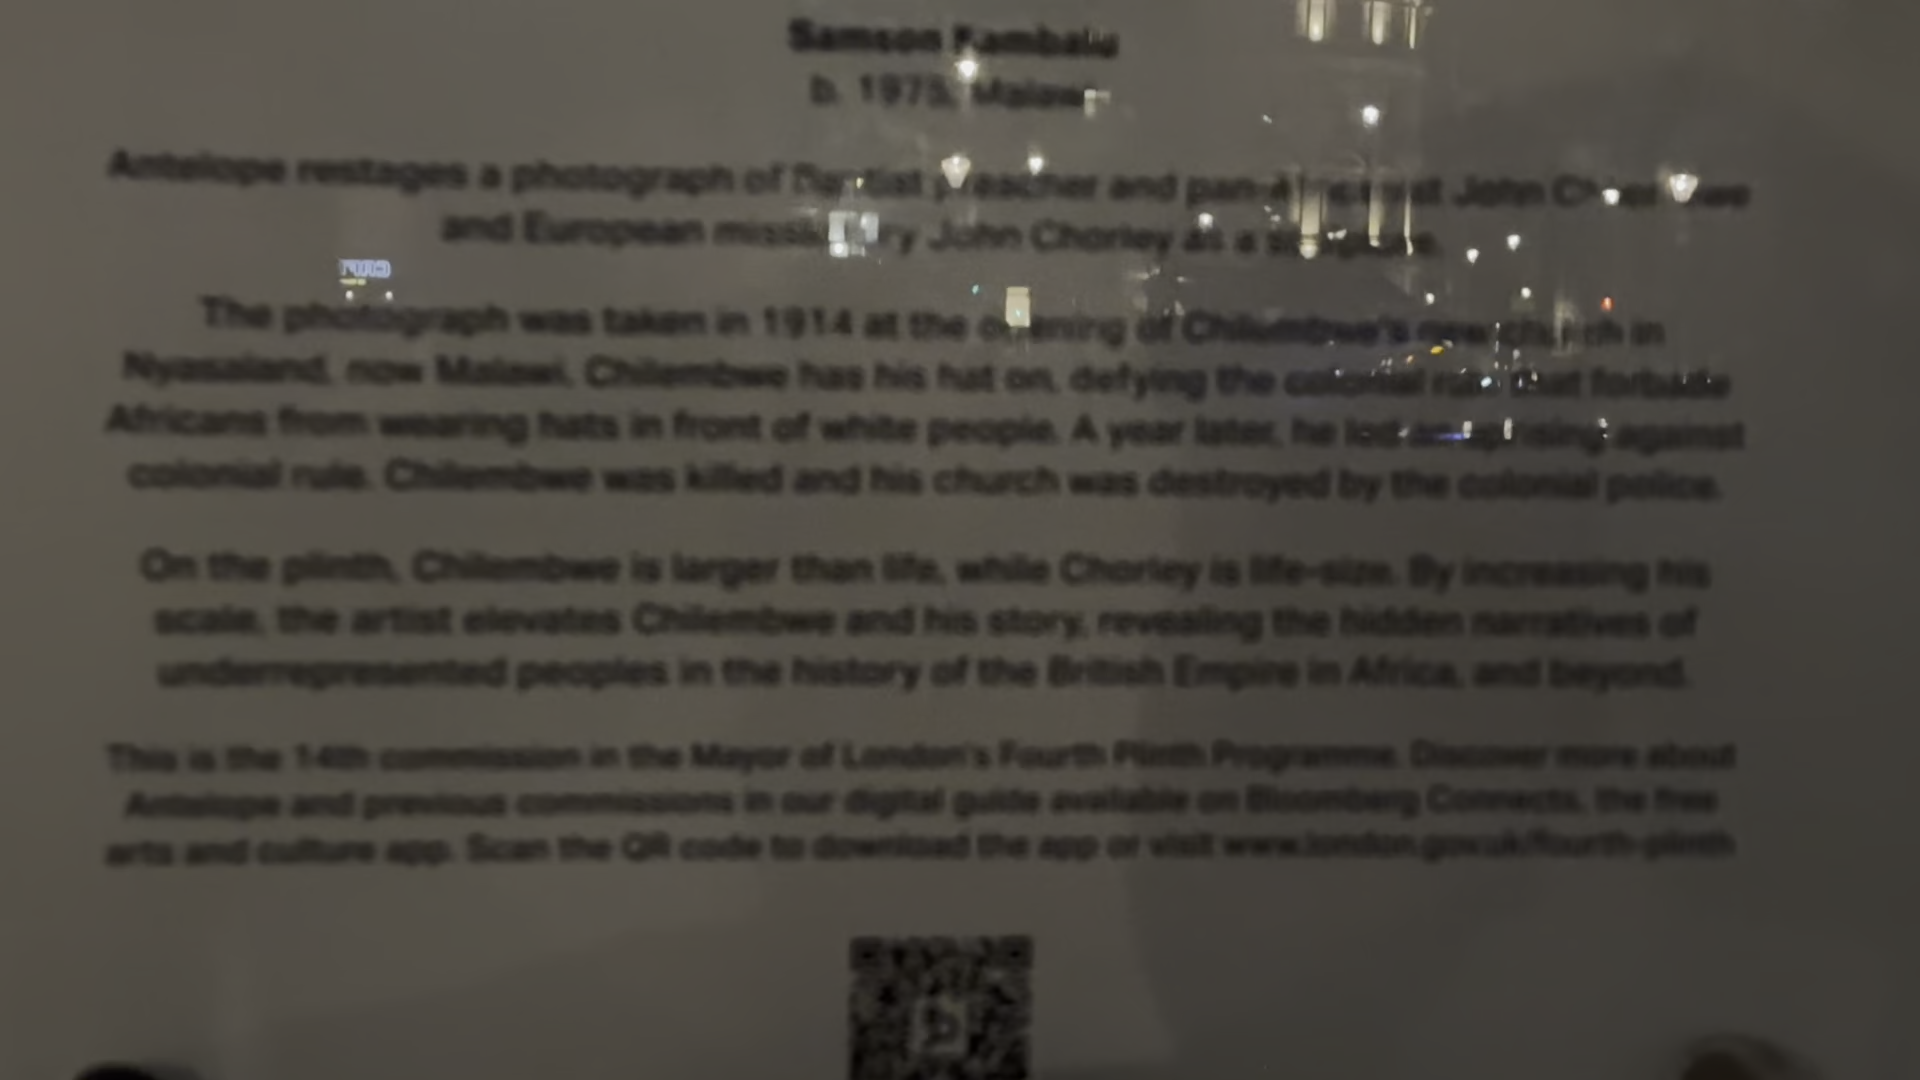 Samson Kambalu
b. 1975, Malawi
Antelope restages a photograph of Baptist preacher and pan-Africanist John Chilembwe
and European missionary John Chorley as a sculpture.
The photograph was taken in 1914 at the opening of Chilembwe's new church in
Nyasaland, now Malawi. Chilembwe has his hat on, defying the colonial rule that forbade
Africans from wearing hats in front of white people. A year later, he led an uprising against
colonial rule. Chilembwe was killed and his church was destroyed by the colonial police.
On the plinth, Chilembwe is larger than life, while Chorley is life-size. By increasing his
scale, the artist elevates Chilembwe and his story, revealing the hidden narratives of
underrepresented peoples in the history of the British Empire in Africa, and beyond.
This is the 14th commission in the Mayor of London's Fourth Plinth Programme. Discover more about
Antelope and previous commissions in our digital guide available on Bloomberg Connects, the free
arts and culture app. Scan the QR code to download the app or visit www.london.gov.uk/fourth-plinth